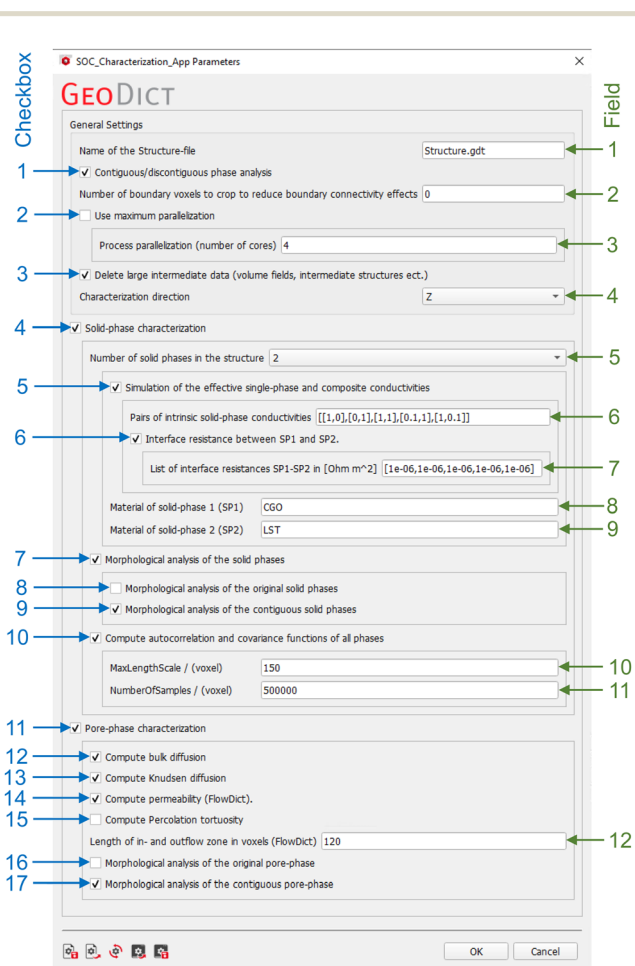 Checkbox
Field
SOC_Characterization_App Parameters
GEODICT
General Settings
Name of the Structure-file Structure.gdt 1
1 Contiguous/discontiguous phase analysis
Number of boundary voxels to crop to reduce boundary connectivity effects 0 2
2 Use maximum parallelization
Process parallelization (number of cores) 4 3
3 Delete large intermediate data (volume fields, intermediate structures ect.)
Characterization direction Z 4
4 Solid-phase characterization
Number of solid phases in the structure 2 5
5 Simulation of the effective single-phase and composite conductivities
Pairs of intrinsic solid-phase conductivities [[1,0],[0,1],[1,1],[0.1,1],[1,0.1]] 6
6 Interface resistance between SP1 and SP2.
List of interface resistances SP1-SP2 in [Ohm m^2] [1e-06,1e-06,1e-06,1e-06,1e-06] 7
Material of solid-phase 1 (SP1) CGO 8
Material of solid-phase 2 (SP2) LST 9
7 Morphological analysis of the solid phases
8 Morphological analysis of the original solid phases
9 Morphological analysis of the contiguous solid phases
10 Compute autocorrelation and covariance functions of all phases
MaxLengthScale / (voxel) 150 10
NumberOfSamples / (voxel) 500000 11
11 Pore-phase characterization
12 Compute bulk diffusion
13 Compute Knudsen diffusion
14 Compute permeability (FlowDict).
15 Compute Percolation tortuosity
Length of in- and outflow zone in voxels (FlowDict) 120 12
16 Morphological analysis of the original pore-phase
17 Morphological analysis of the contiguous pore-phase
OK Cancel